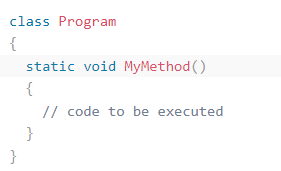 class Program
{
  static void MyMethod()
  {
    // code to be executed
  }
}